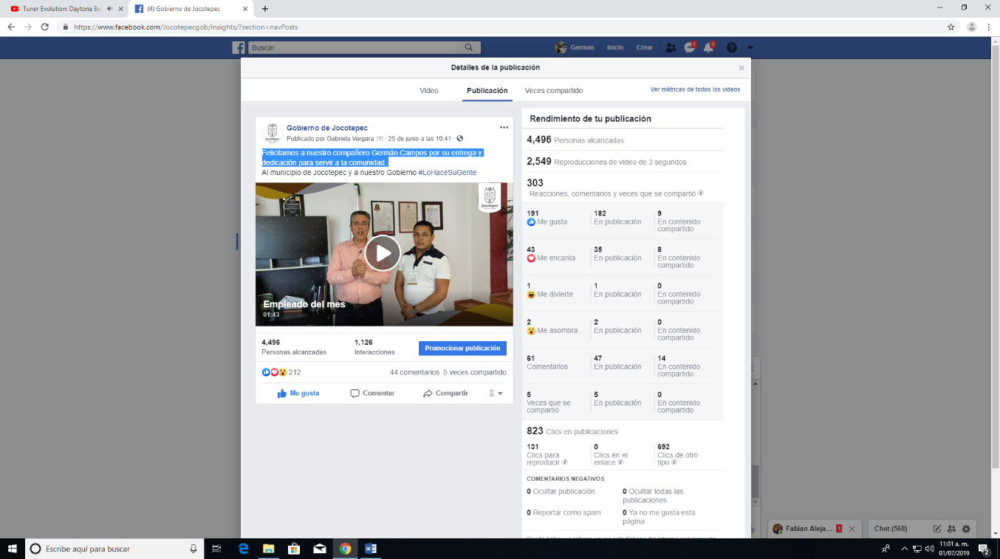 Tuner Evolution: Daytona Be
(4) Gobierno de Jocotepec
https://www.facebook.com/Jocotepecgob/insights/?section=navPosts
Buscar
German
Inicio
Crear
1
3
Detalles de la publicación
Video
Publicación
Veces compartido
Ver métricas de todos los videos
Gobierno de Jocotepec
Publicado por Gabriela Vergara [?] · 25 de junio a las 10:41 ·
Felicitamos a nuestro compañero Germán Campos por su entrega y
dedicación para servir a la comunidad.
Al municipio de Jocotepec y a nuestro Gobierno #LoHaceSuGente
Jocotepec
Empleado del mes
01:43
4,496
Personas alcanzadas
1,126
Interacciones
Promocionar publicación
212
44 comentarios 5 veces compartido
Me gusta
Comentar
Compartir
Rendimiento de tu publicación
4,496 Personas alcanzadas
2,549 Reproducciones de video de 3 segundos
303
Reacciones, comentarios y veces que se compartió
191
Me gusta
182
En publicación
9
En contenido
compartido
43
Me encanta
35
En publicación
8
En contenido
compartido
1
Me divierte
1
En publicación
0
En contenido
compartido
2
Me asombra
2
En publicación
0
En contenido
compartido
61
Comentarios
47
En publicación
14
En contenido
compartido
5
Veces que se
compartió
5
En publicación
0
En contenido
compartido
823 Clics en publicaciones
131
Clics para
reproducir
0
Clics en el
enlace
692
Clics de otro
tipo
COMENTARIOS NEGATIVOS
0 Ocultar publicación
0 Ocultar todas las
publicaciones
0 Reportar como spam
0 Ya no me gusta esta
página
Fabian Aleja...
1
Chat (568)
Escribe aquí para buscar
11:01 a. m.
01/07/2019
2